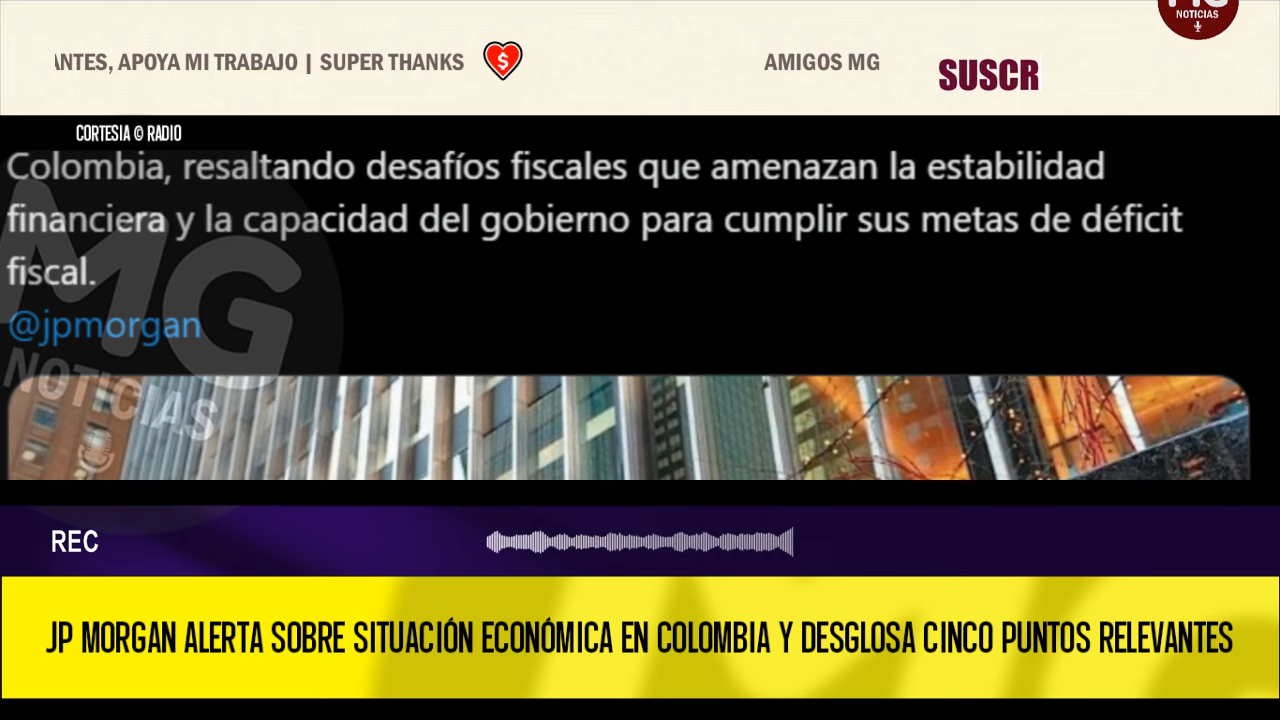 NOTICIAS
ANTES, APOYA MI TRABAJO | SUPER THANKS
$
AMIGOS MG
SUSCR
CORTESIA © RADIO
Colombia, resaltando desafíos fiscales que amenazan la estabilidad
financiera y la capacidad del gobierno para cumplir sus metas de déficit
fiscal.
@jpmorgan
MG
NOTICIAS
REC
JP MORGAN ALERTA SOBRE SITUACIÓN ECONÓMICA EN COLOMBIA Y DESGLOSA CINCO PUNTOS RELEVANTES